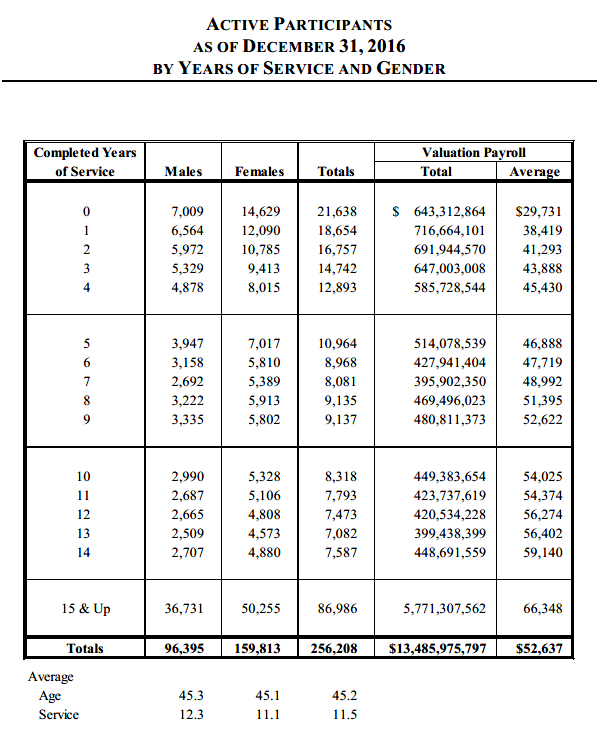 ACTIVE PARTICIPANTS
AS OF DECEMBER 31, 2016
BY YEARS OF SERVICE AND GENDER
Completed Years Valuation Payroll
of Service Males Females Totals Total Average
0 7,009 14,629 21,638 $ 643,312,864 $29,731
1 6,564 12,090 18,654 716,664,101 38,419
2 5,972 10,785 16,757 691,944,570 41,293
3 5,329 9,413 14,742 647,003,008 43,888
4 4,878 8,015 12,893 585,728,544 45,430
5 3,947 7,017 10,964 514,078,539 46,888
6 3,158 5,810 8,968 427,941,404 47,719
7 2,692 5,389 8,081 395,902,350 48,992
8 3,222 5,913 9,135 469,496,023 51,395
9 3,335 5,802 9,137 480,811,373 52,622
10 2,990 5,328 8,318 449,383,654 54,025
11 2,687 5,106 7,793 423,737,619 54,374
12 2,665 4,808 7,473 420,534,228 56,274
13 2,509 4,573 7,082 399,438,399 56,402
14 2,707 4,880 7,587 448,691,559 59,140
15 & Up 36,731 50,255 86,986 5,771,307,562 66,348
Totals 96,395 159,813 256,208 $13,485,975,797 $52,637
Average
Age 45.3 45.1 45.2
Service 12.3 11.1 11.5